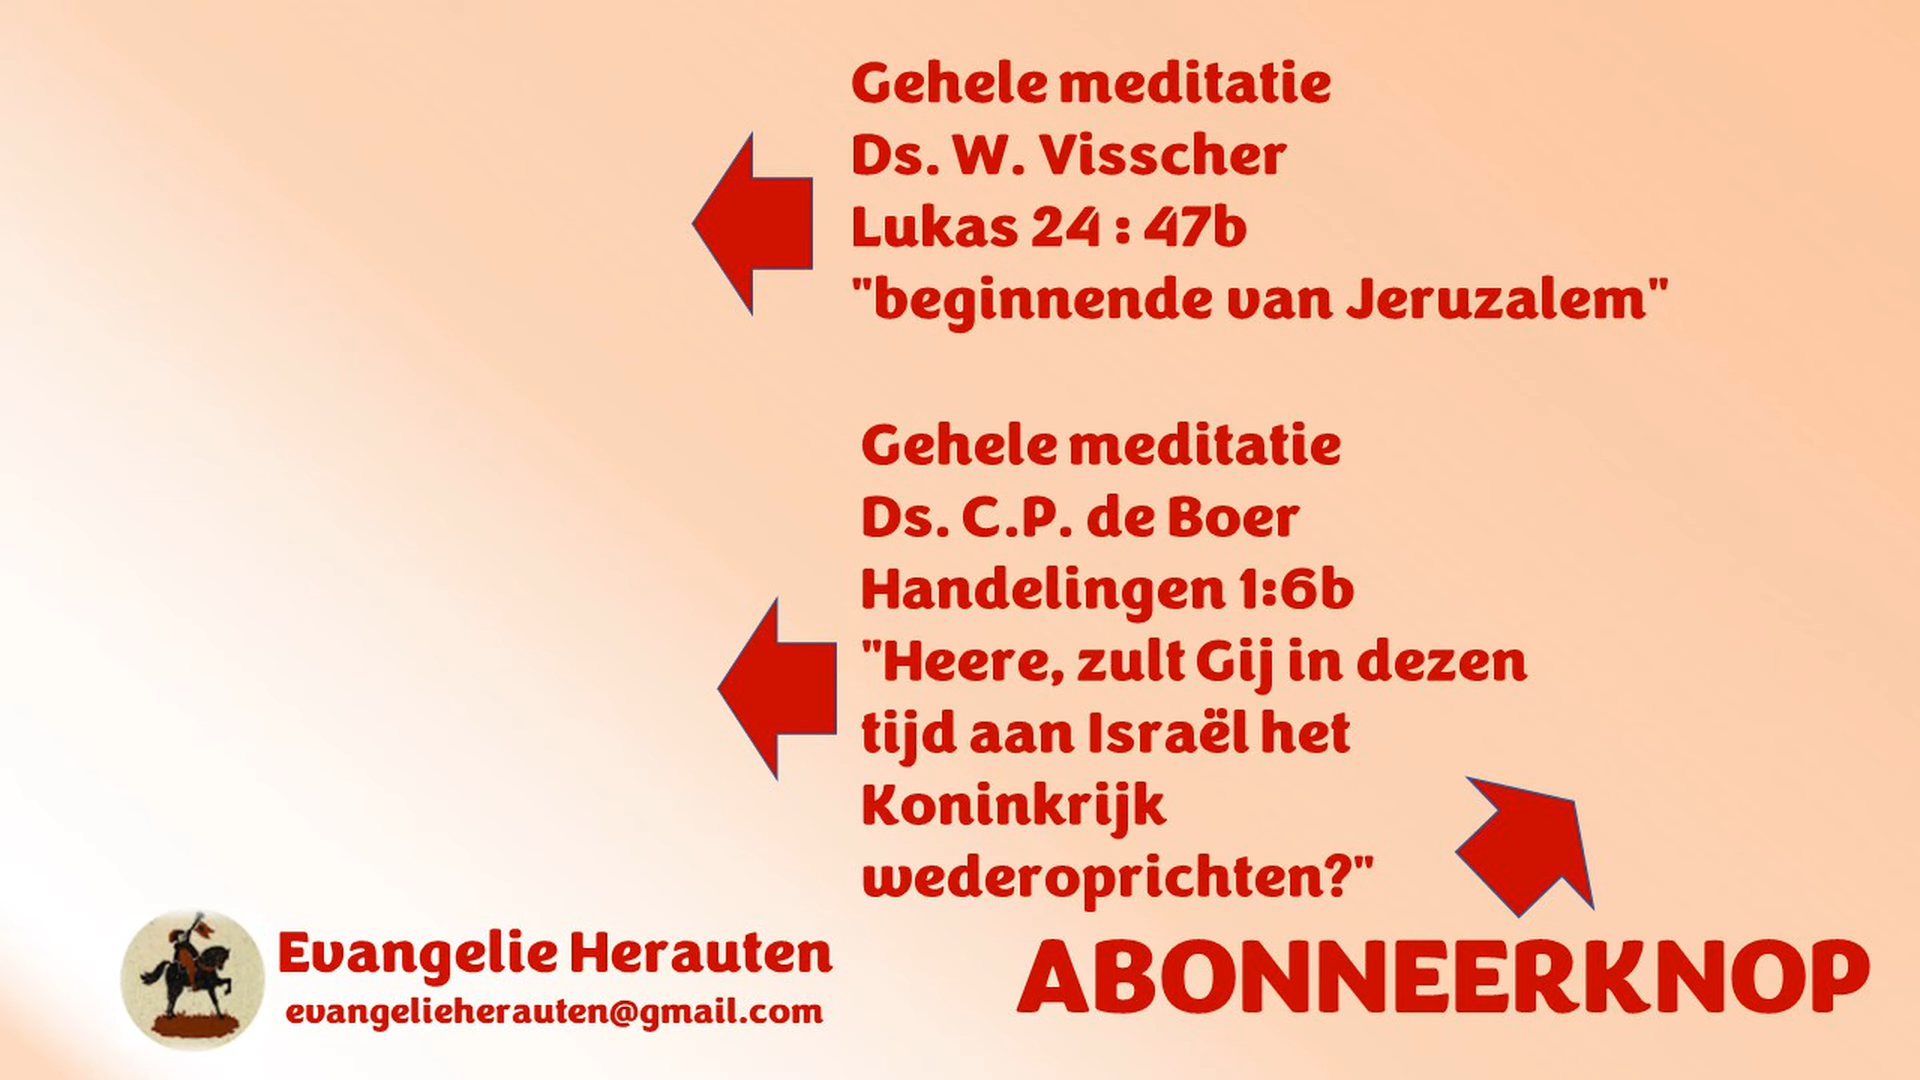 Gehele meditatie
Ds. W. Visscher
Lukas 24 : 47b
"beginnende van Jeruzalem"
Gehele meditatie
Ds. C.P. de Boer
Handelingen 1:6b
"Heere, zult Gij in dezen
tijd aan Israël het
Koninkrijk
wederoprichten?"
Evangelie Herauten
evangelieherauten@gmail.com
ABONNEERKNOP